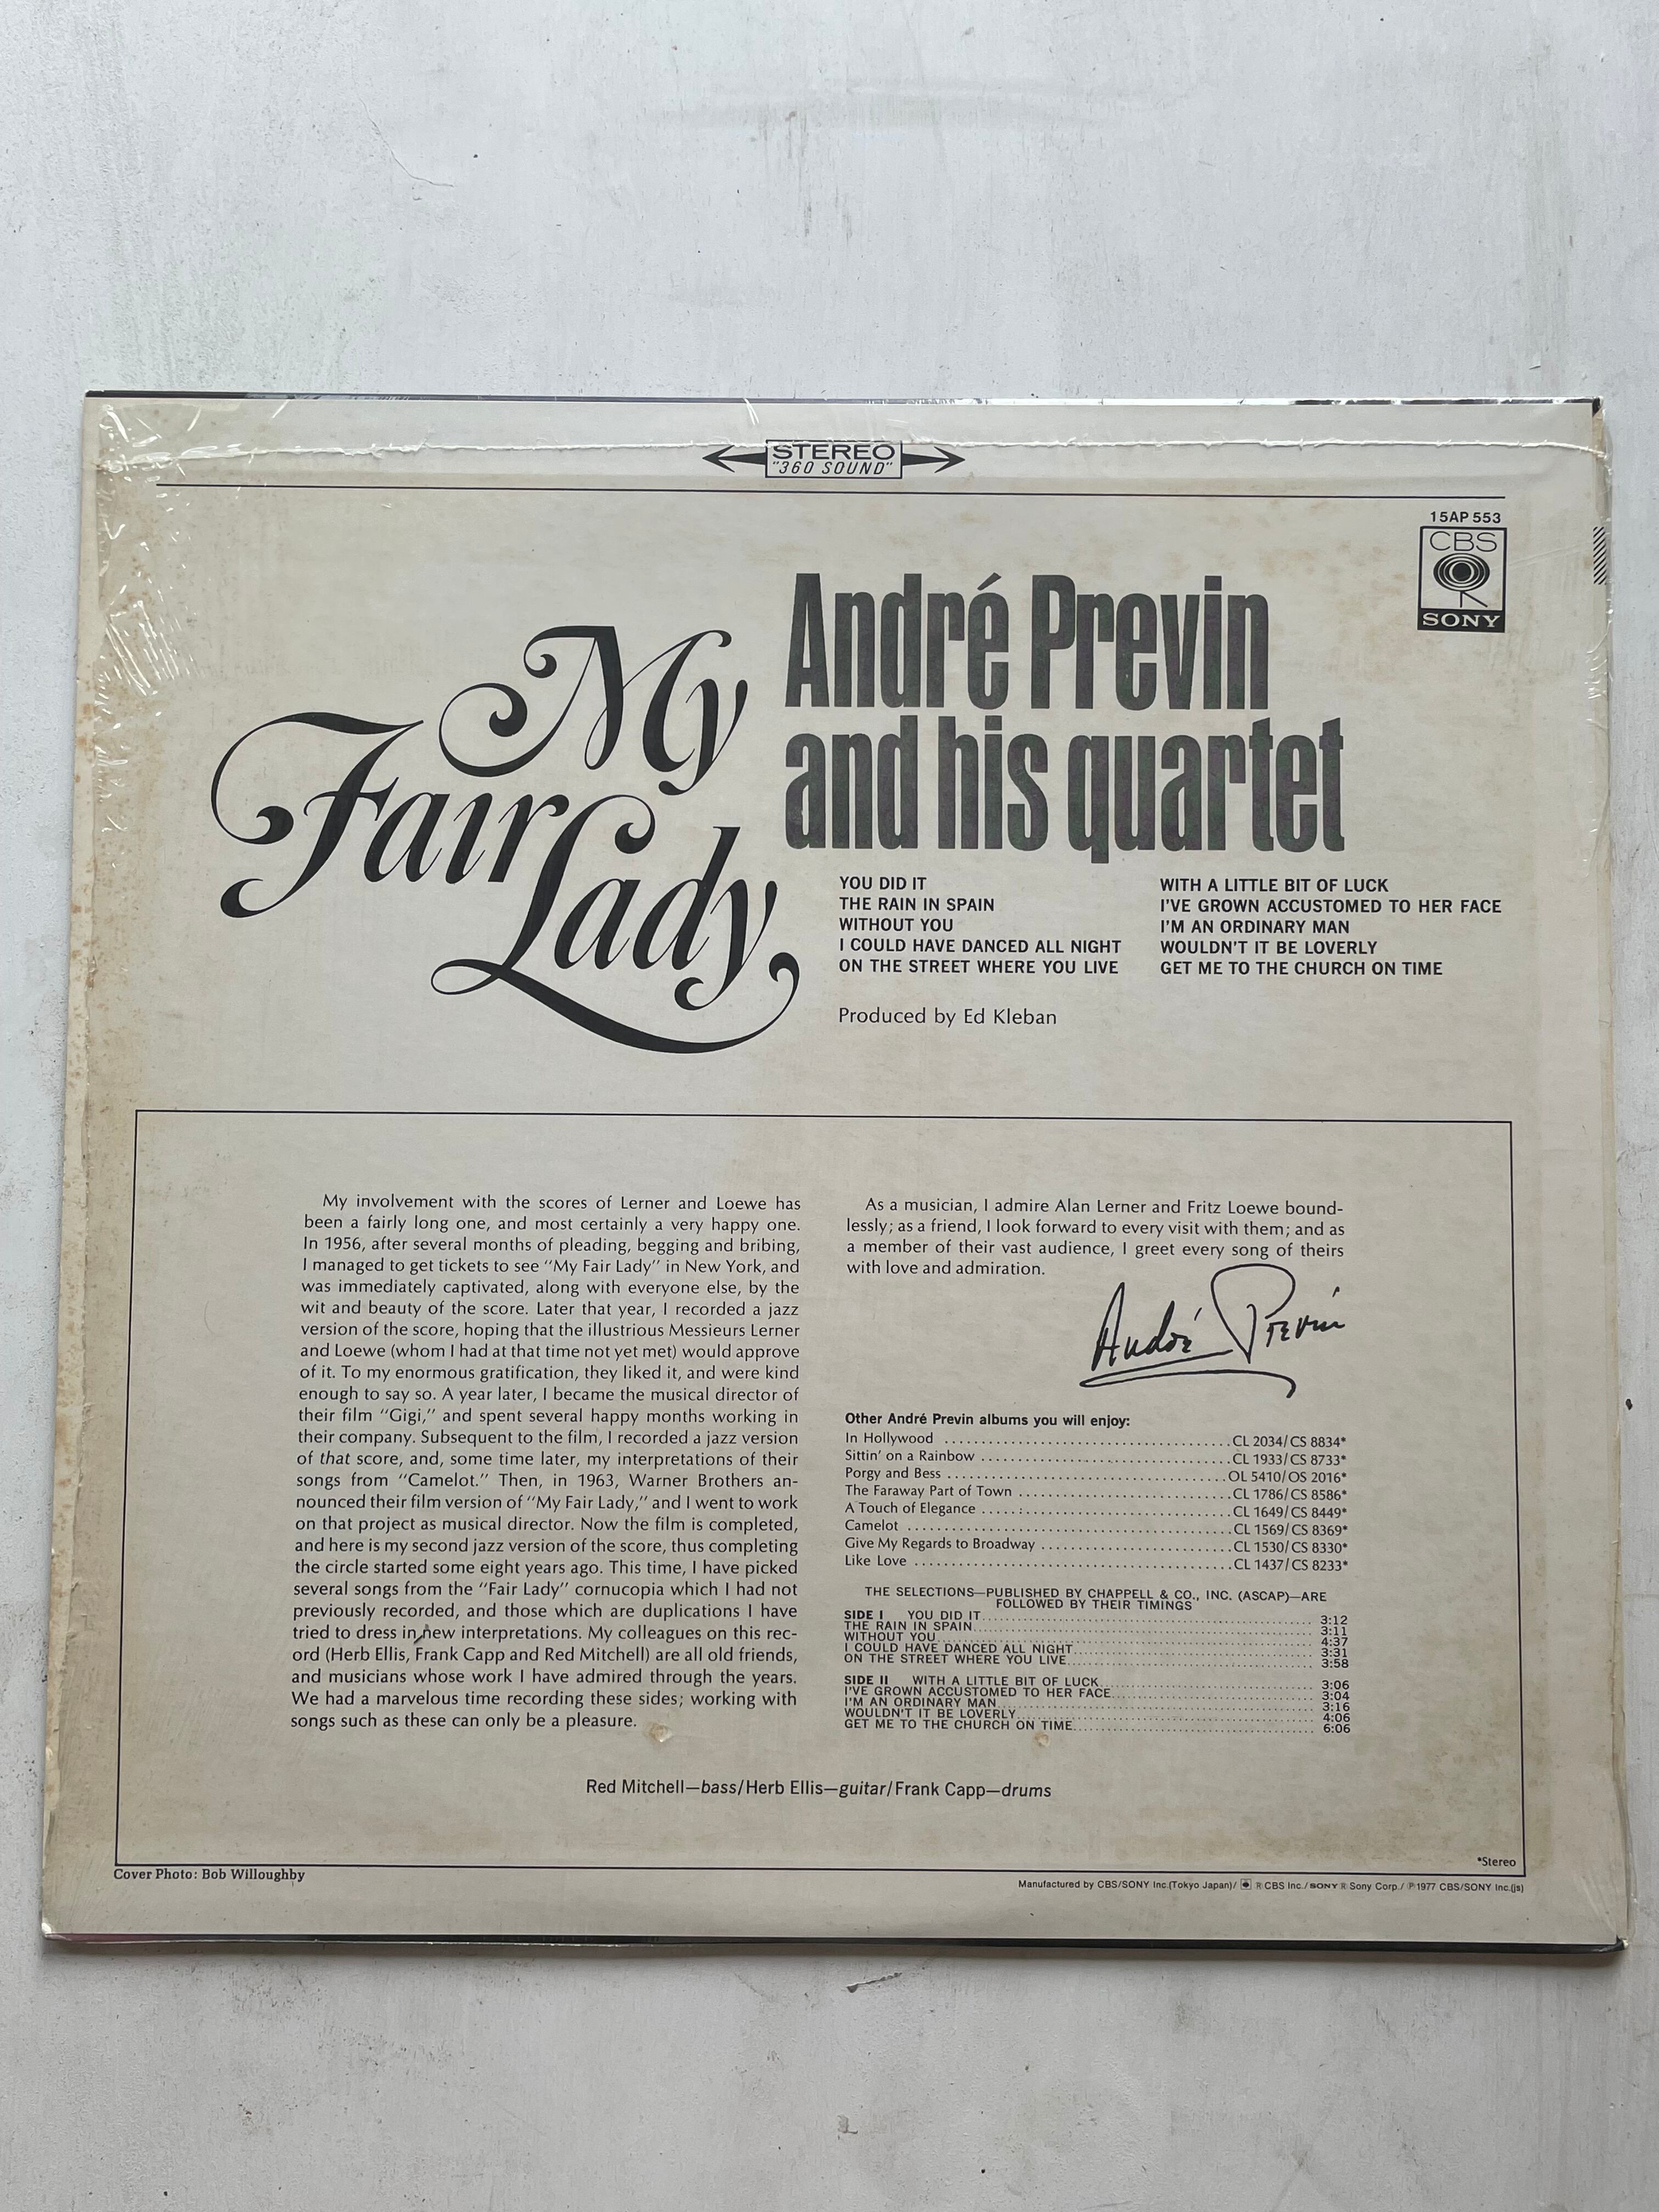 STEREO
"360 SOUND"
15AP 553
CBS
SONY
My
Fair
Lady
André Previn
and his quartet
YOU DID IT
THE RAIN IN SPAIN
WITHOUT YOU
I COULD HAVE DANCED ALL NIGHT
ON THE STREET WHERE YOU LIVE
WITH A LITTLE BIT OF LUCK
I'VE GROWN ACCUSTOMED TO HER FACE
I'M AN ORDINARY MAN
WOULDN'T IT BE LOVERLY
GET ME TO THE CHURCH ON TIME
Produced by Ed Kleban
My involvement with the scores of Lerner and Loewe has
been a fairly long one, and most certainly a very happy one.
In 1956, after several months of pleading, begging and bribing,
I managed to get tickets to see "My Fair Lady" in New York, and
was immediately captivated, along with everyone else, by the
wit and beauty of the score. Later that year, I recorded a jazz
version of the score, hoping that the illustrious Messieurs Lerner
and Loewe (whom I had at that time not yet met) would approve
of it. To my enormous gratification, they liked it, and were kind
enough to say so. A year later, I became the musical director of
their film "Gigi," and spent several happy months working in
their company. Subsequent to the film, I recorded a jazz version
of that score, and, some time later, my interpretations of their
songs from "Camelot." Then, in 1963, Warner Brothers an-
nounced their film version of "My Fair Lady," and I went to work
on that project as musical director. Now the film is completed,
and here is my second jazz version of the score, thus completing
the circle started some eight years ago. This time, I have picked
several songs from the "Fair Lady" cornucopia which I had not
previously recorded, and those which are duplications I have
tried to dress in new interpretations. My colleagues on this rec-
ord (Herb Ellis, Frank Capp and Red Mitchell) are all old friends,
and musicians whose work I have admired through the years.
We had a marvelous time recording these sides; working with
songs such as these can only be a pleasure.
As a musician, I admire Alan Lerner and Fritz Loewe bound-
lessly; as a friend, I look forward to every visit with them; and as
a member of their vast audience, I greet every song of theirs
with love and admiration.
André Previn
Other André Previn albums you will enjoy:
In Hollywood ........ CL 2034/CS 8834*
Sittin' on a Rainbow ........ CL 1933/CS 8733*
Porgy and Bess ........ OL 5410/OS 2016*
The Faraway Part of Town ........ CL 1786/CS 8586*
A Touch of Elegance ........ CL 1649/CS 8449*
Camelot ........ CL 1569/CS 8369*
Give My Regards to Broadway ........ CL 1530/CS 8330*
Like Love ........ CL 1437/CS 8233*
THE SELECTIONS—PUBLISHED BY CHAPPELL & CO., INC. (ASCAP)—ARE
FOLLOWED BY THEIR TIMINGS
SIDE I YOU DID IT ........ 3:12
THE RAIN IN SPAIN ........ 3:11
WITHOUT YOU ........ 4:37
I COULD HAVE DANCED ALL NIGHT ........ 3:31
ON THE STREET WHERE YOU LIVE ........ 3:58
SIDE II WITH A LITTLE BIT OF LUCK ........ 3:06
I'VE GROWN ACCUSTOMED TO HER FACE ........ 3:04
I'M AN ORDINARY MAN ........ 3:16
WOULDN'T IT BE LOVERLY ........ 4:06
GET ME TO THE CHURCH ON TIME ........ 6:06
Red Mitchell—bass/Herb Ellis—guitar/Frank Capp—drums
*Stereo
Cover Photo: Bob Willoughby
Manufactured by CBS/SONY Inc.(Tokyo Japan)/ ® CBS Inc./SONY ® Sony Corp./ ℗1977 CBS/SONY Inc.(js)